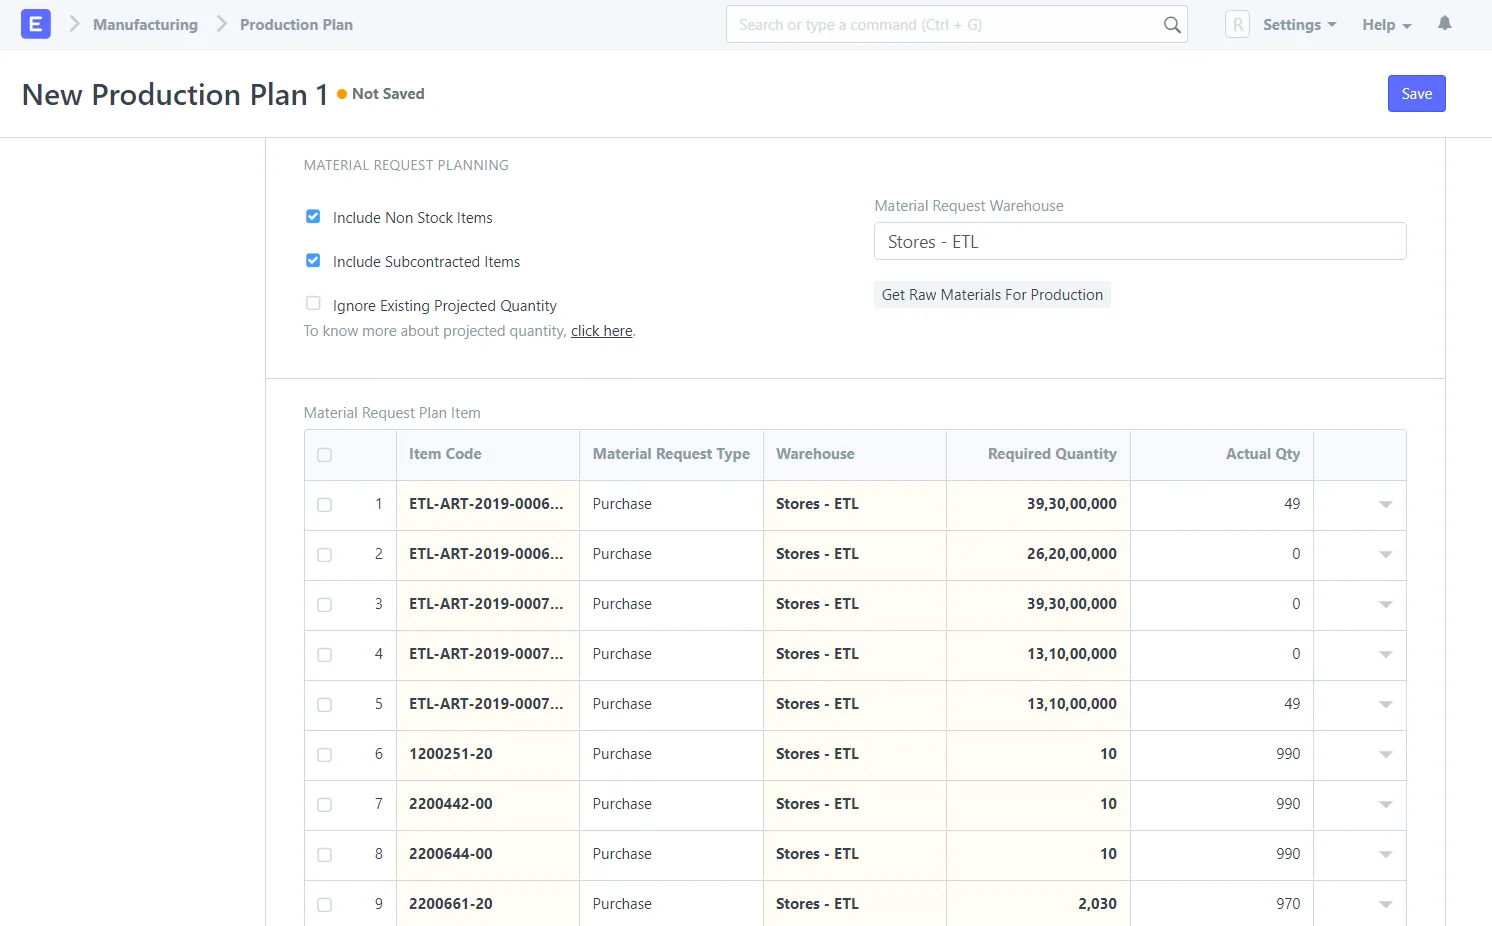 E Manufacturing Production Plan Search or type a command (Ctrl + G) R Settings Help
New Production Plan 1 Not Saved Save
MATERIAL REQUEST PLANNING
Include Non Stock Items
Include Subcontracted Items
Ignore Existing Projected Quantity
To know more about projected quantity, click here.
Material Request Warehouse
Stores - ETL
Get Raw Materials For Production
Material Request Plan Item
Item Code Material Request Type Warehouse Required Quantity Actual Qty
1 ETL-ART-2019-0006... Purchase Stores - ETL 39,30,00,000 49
2 ETL-ART-2019-0006... Purchase Stores - ETL 26,20,00,000 0
3 ETL-ART-2019-0007... Purchase Stores - ETL 39,30,00,000 0
4 ETL-ART-2019-0007... Purchase Stores - ETL 13,10,00,000 0
5 ETL-ART-2019-0007... Purchase Stores - ETL 13,10,00,000 49
6 1200251-20 Purchase Stores - ETL 10 990
7 2200442-00 Purchase Stores - ETL 10 990
8 2200644-00 Purchase Stores - ETL 10 990
9 2200661-20 Purchase Stores - ETL 2,030 970